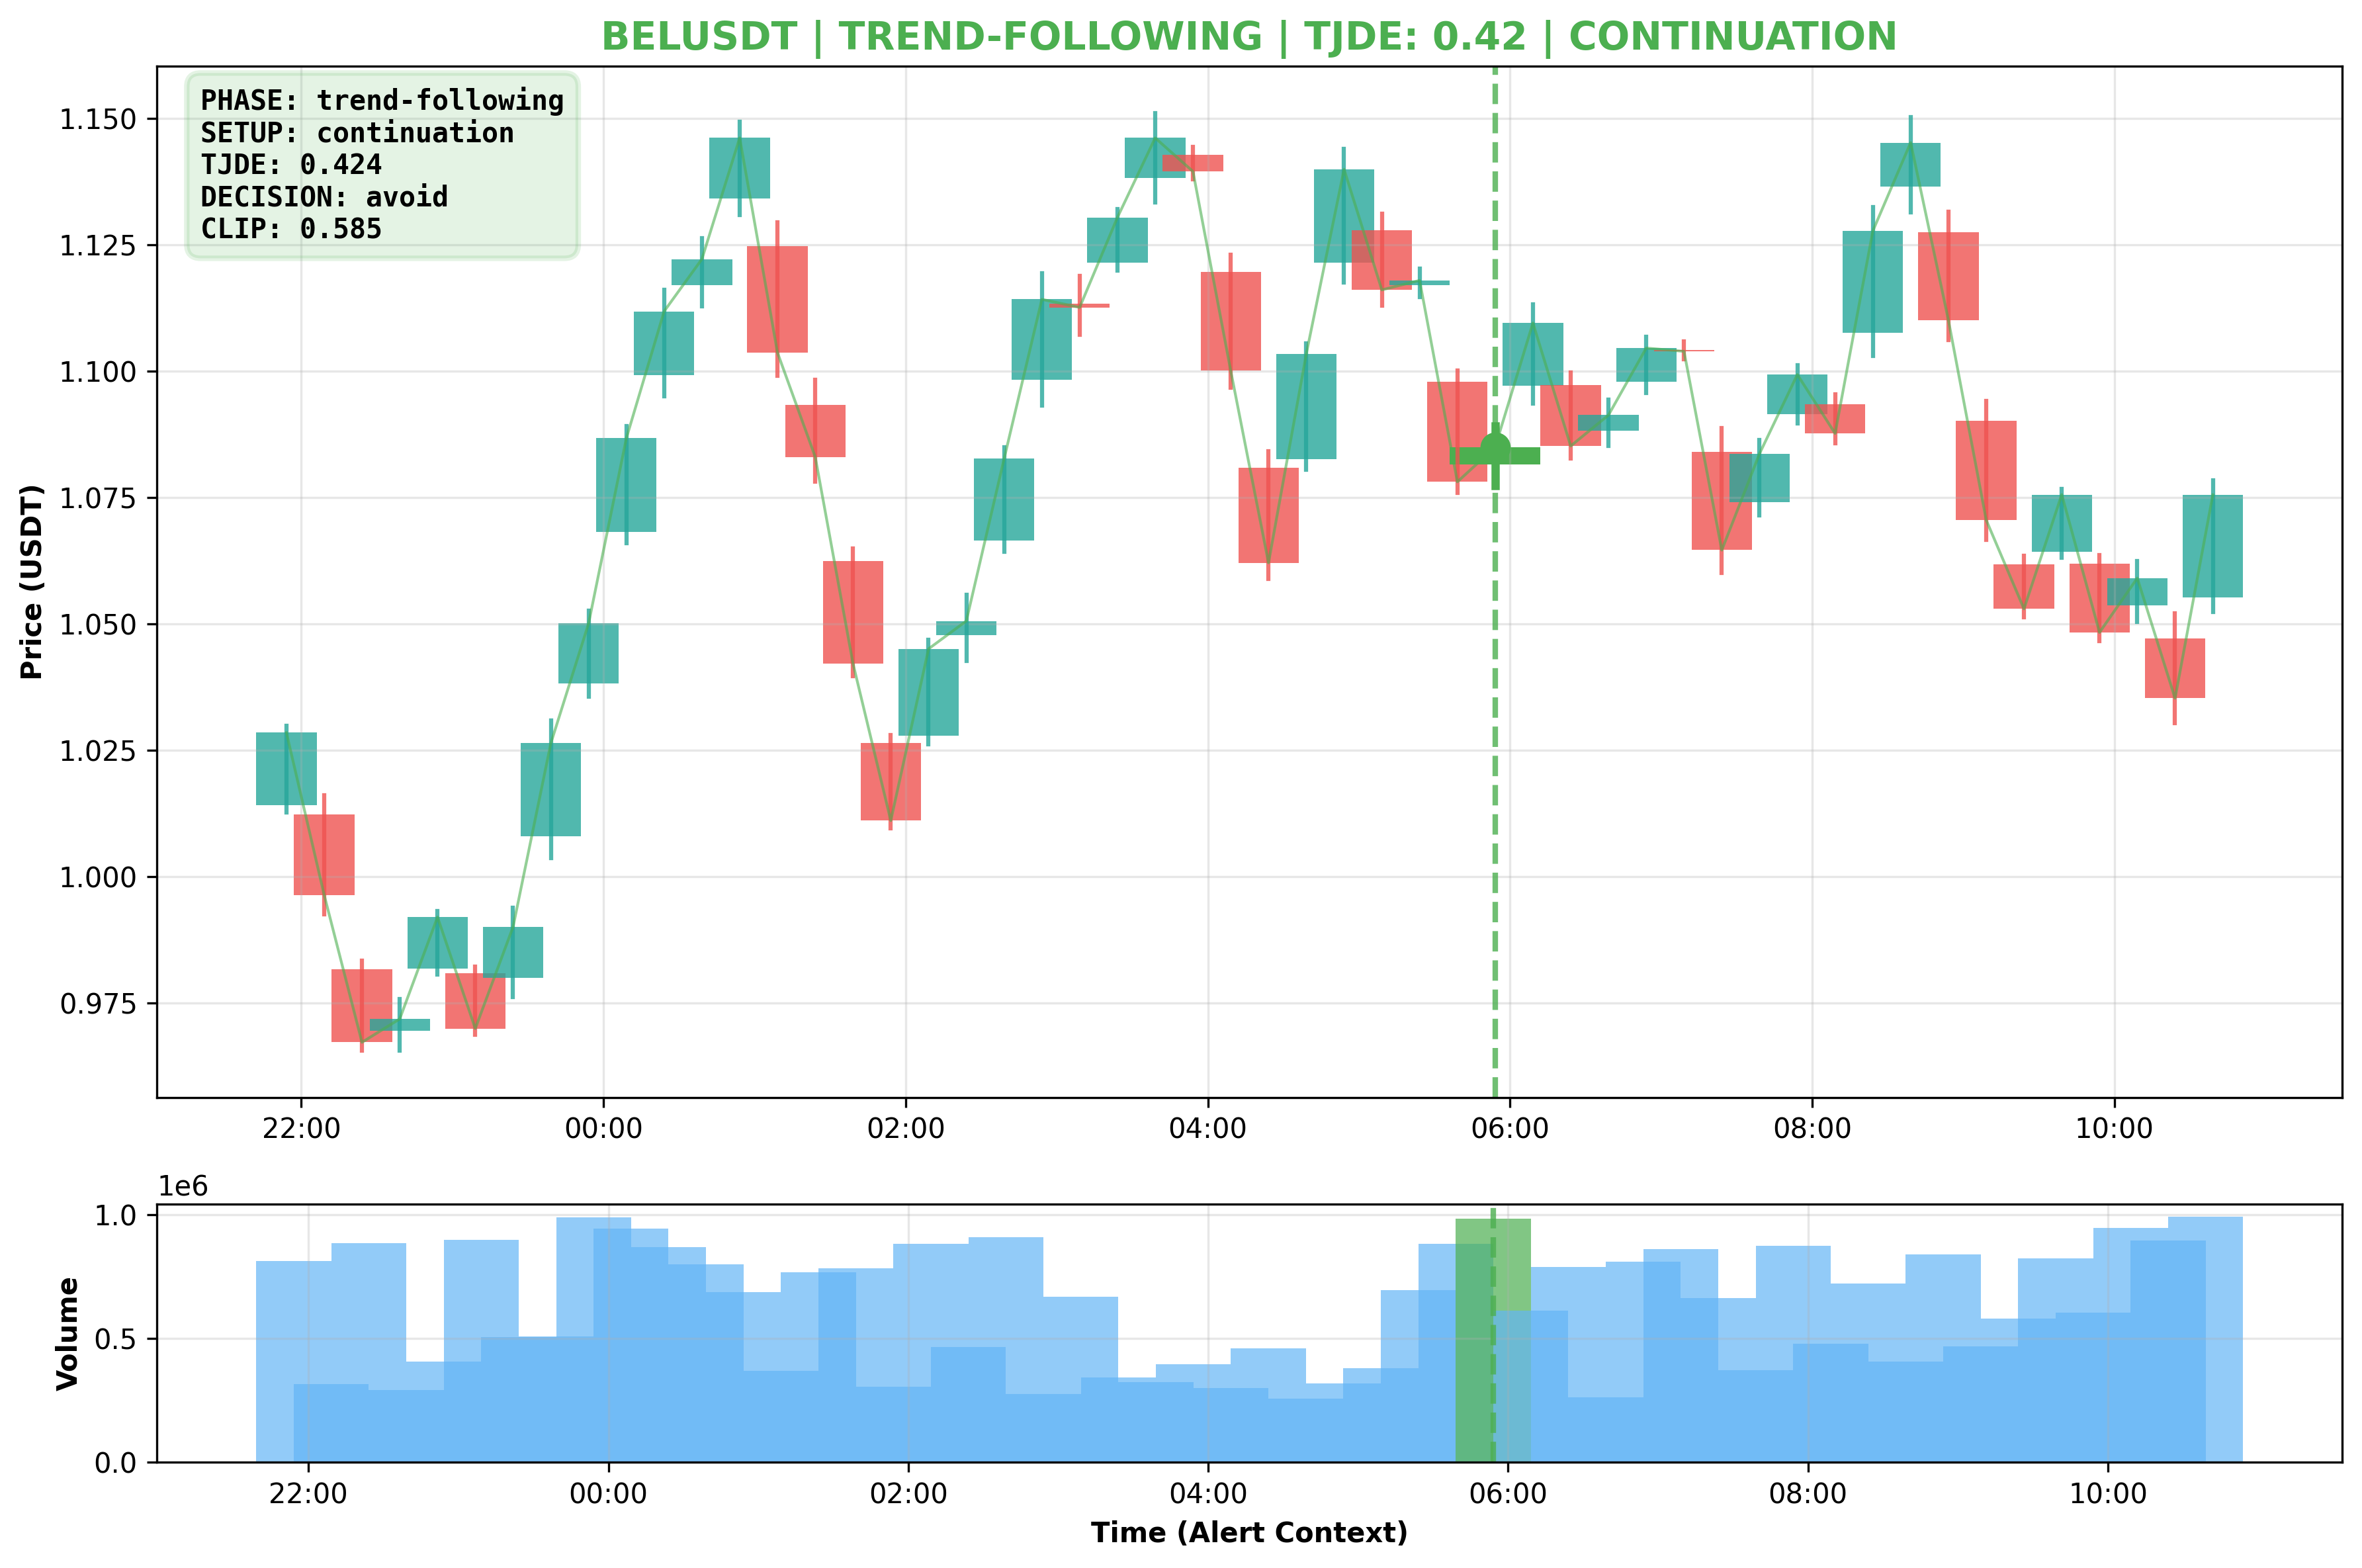 BELUSDT | TREND-FOLLOWING | TJDE: 0.42 | CONTINUATION
PHASE: trend-following
SETUP: continuation
TJDE: 0.424
DECISION: avoid
CLIP: 0.585
Price (USDT)
1.150
1.125
1.100
1.075
1.050
1.025
1.000
0.975
22:00 00:00 02:00 04:00 06:00 08:00 10:00
1e6
Volume
1.0
0.5
0.0
22:00 00:00 02:00 04:00 06:00 08:00 10:00
Time (Alert Context)